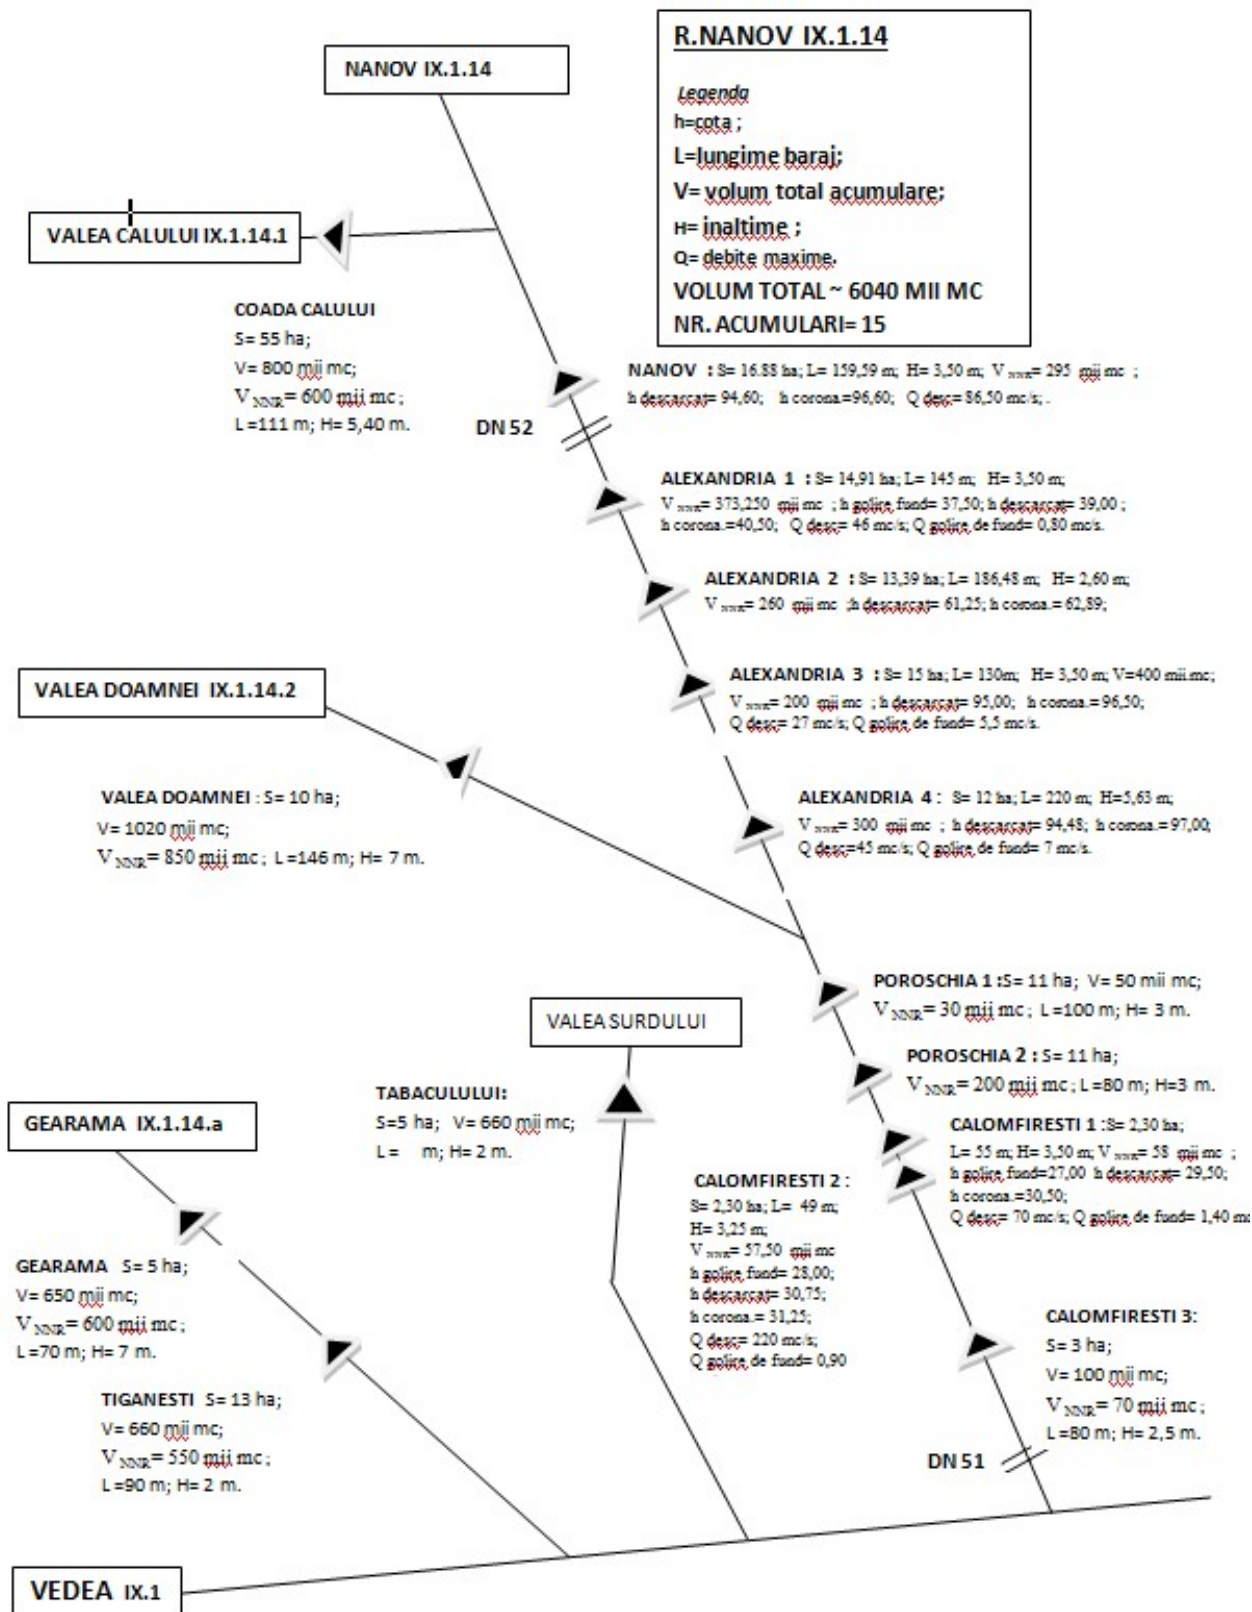 R.NANOV IX.1.14
Legenda
h=cota ;
L=lungime baraj;
V= volum total acumulare;
H= inaltime ;
Q= debite maxime.
VOLUM TOTAL ~ 6040 MII MC
NR. ACUMULARI= 15
NANOV IX.1.14
VALEA CALULUI IX.1.14.1
COADA CALULUI
S= 55 ha;
V= 800 mii mc;
V NNR= 600 mii mc ;
L =111 m; H= 5,40 m.
NANOV : S= 16.88 ha; L= 159,59 m; H= 3,50 m; V NNR= 295 mii mc ;
h descarcat= 94,60; h corona.=96,60; Q desc= 86,50 mc/s; .
DN 52
ALEXANDRIA 1 : S= 14,91 ha; L= 145 m; H= 3,50 m;
V NNR= 373,250 mii mc ; h golire fund= 37,50; h descarcat= 39,00 ;
h corona.=40,50; Q desc= 46 mc/s; Q golire de fund= 0,80 mc/s.
ALEXANDRIA 2 : S= 13,39 ha; L= 186,48 m; H= 2,60 m;
V NNR= 260 mii mc ;h descarcat= 61,25; h corona.= 62,89;
VALEA DOAMNEI IX.1.14.2
ALEXANDRIA 3 : S= 15 ha; L= 130m; H= 3,50 m; V=400 mii.mc;
V NNR= 200 mii mc ; h descarcat= 95,00; h corona.= 96,50;
Q desc= 27 mc/s; Q golire de fund= 5,5 mc/s.
VALEA DOAMNEI : S= 10 ha;
V= 1020 mii mc;
V NNR= 850 mii mc ; L =146 m; H= 7 m.
ALEXANDRIA 4 : S= 12 ha; L= 220 m; H=5,63 m;
V NNR= 300 mii mc ; h descarcat= 94,48; h corona.= 97,00;
Q desc=45 mc/s; Q golire de fund= 7 mc/s.
POROSCHIA 1 :S= 11 ha; V= 50 mii mc;
V NNR= 30 mii mc ; L =100 m; H= 3 m.
VALEA SURDULUI
POROSCHIA 2 : S= 11 ha;
V NNR= 200 mii mc ; L =80 m; H=3 m.
TABACULULUI:
S=5 ha; V= 660 mii mc;
L = m; H= 2 m.
GEARAMA IX.1.14.a
CALOMFIRESTI 1 :S= 2,30 ha;
L= 55 m; H= 3,50 m; V NNR= 58 mii mc ;
h golire fund=27,00 h descarcat= 29,50;
h corona.=30,50;
Q desc= 70 mc/s; Q golire de fund= 1,40 mc
CALOMFIRESTI 2 :
S= 2,30 ha; L= 49 m;
H= 3,25 m;
V NNR= 57,50 mii mc
h golire fund= 28,00;
h descarcat= 30,75;
h corona.= 31,25;
Q desc= 220 mc/s;
Q golire de fund= 0,90
GEARAMA S= 5 ha;
V= 650 mii mc;
V NNR= 600 mii mc ;
L =70 m; H= 7 m.
CALOMFIRESTI 3:
S= 3 ha;
V= 100 mii mc;
V NNR= 70 mii mc ;
L =80 m; H= 2,5 m.
TIGANESTI S= 13 ha;
V= 660 mii mc;
V NNR= 550 mii mc ;
L =90 m; H= 2 m.
DN 51
VEDEA IX.1